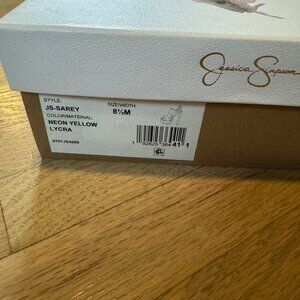 Jessica Simpson
STYLE: SIZE/WIDTH:
JS-SAREY 8½M
COLOR/MATERIAL:
NEON YELLOW
LYCRA